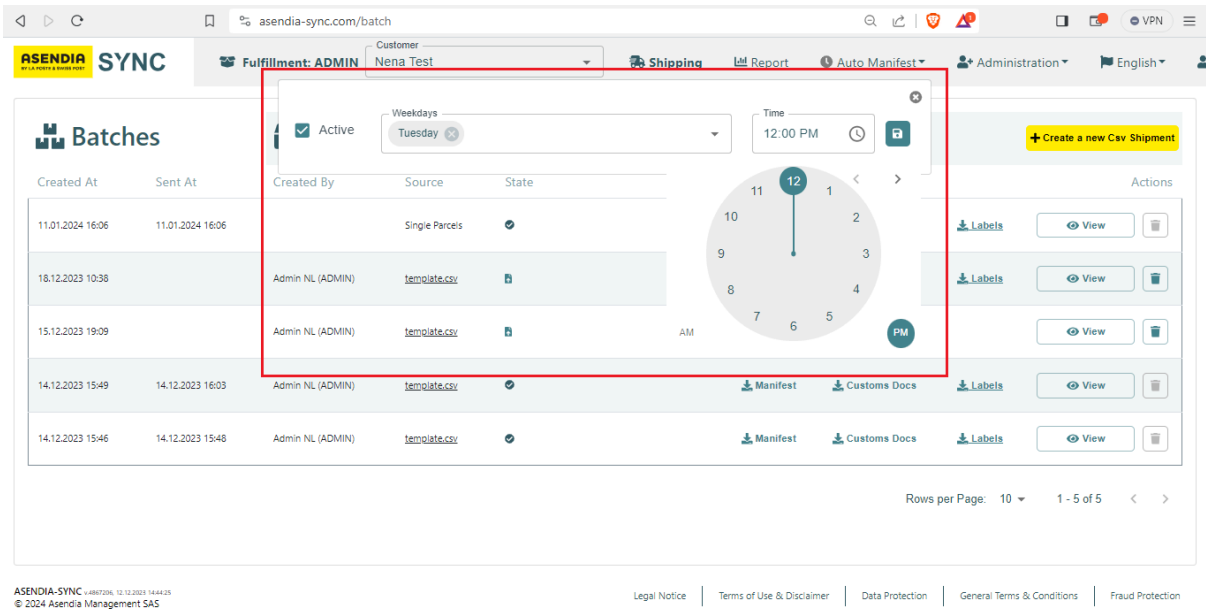 asendia-sync.com/batch
VPN
ASENDIA
BY LA POSTE & SWISS POST
SYNC
Fulfillment: ADMIN
Customer
Nena Test
Shipping
Report
Auto Manifest
Administration
English
Batches
Active
Weekdays
Tuesday
Time
12:00 PM
+ Create a new Csv Shipment
Created At Sent At Created By Source State Actions
12
11 1
10 2
9 3
8 4
7 5
6
AM PM
11.01.2024 16:06 11.01.2024 16:06 Single Parcels Labels View
18.12.2023 10:38 Admin NL (ADMIN) template.csv Labels View
15.12.2023 19:09 Admin NL (ADMIN) template.csv View
14.12.2023 15:49 14.12.2023 16:03 Admin NL (ADMIN) template.csv Manifest Customs Docs Labels View
14.12.2023 15:46 14.12.2023 15:48 Admin NL (ADMIN) template.csv Manifest Customs Docs Labels View
Rows per Page: 10 1 - 5 of 5
ASENDIA-SYNC v.4867206, 12.12.2023 14:44:25
© 2024 Asendia Management SAS
Legal Notice Terms of Use & Disclaimer Data Protection General Terms & Conditions Fraud Protection